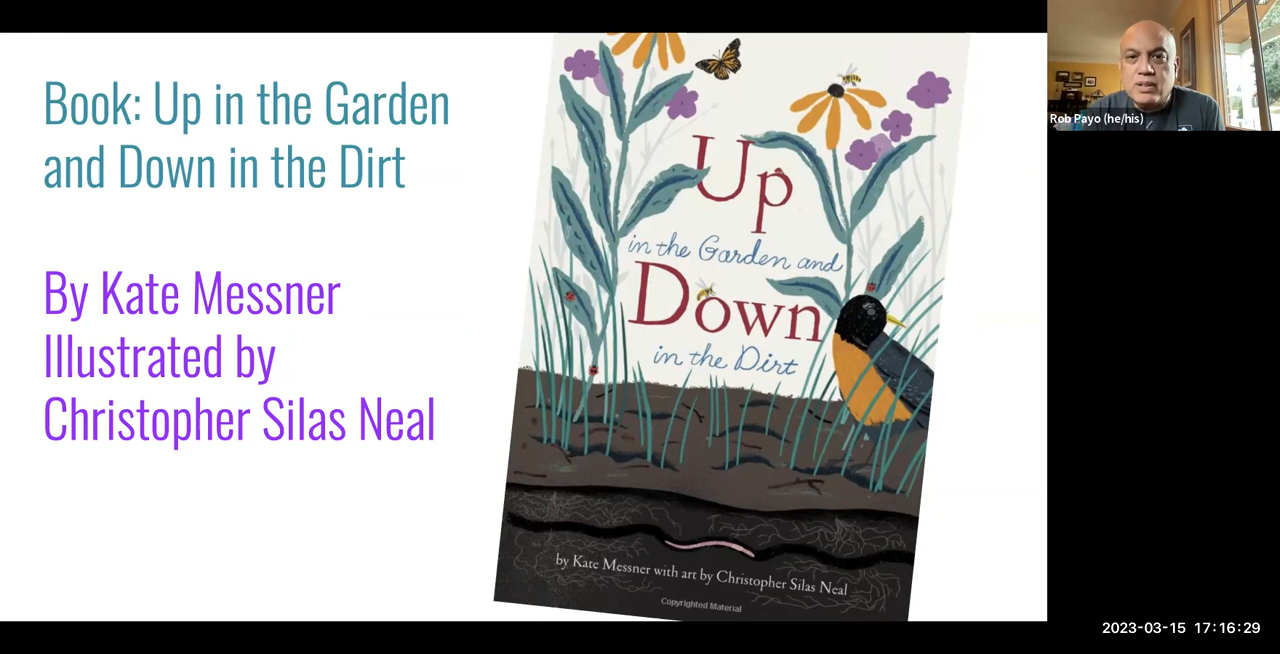 Book: Up in the Garden
and Down in the Dirt
By Kate Messner
Illustrated by
Christopher Silas Neal
Up
in the Garden and
Down
in the Dirt
by Kate Messner with art by Christopher Silas Neal
Copyrighted Material
Rob Payo (he/his)
2023-03-15 17:16:29